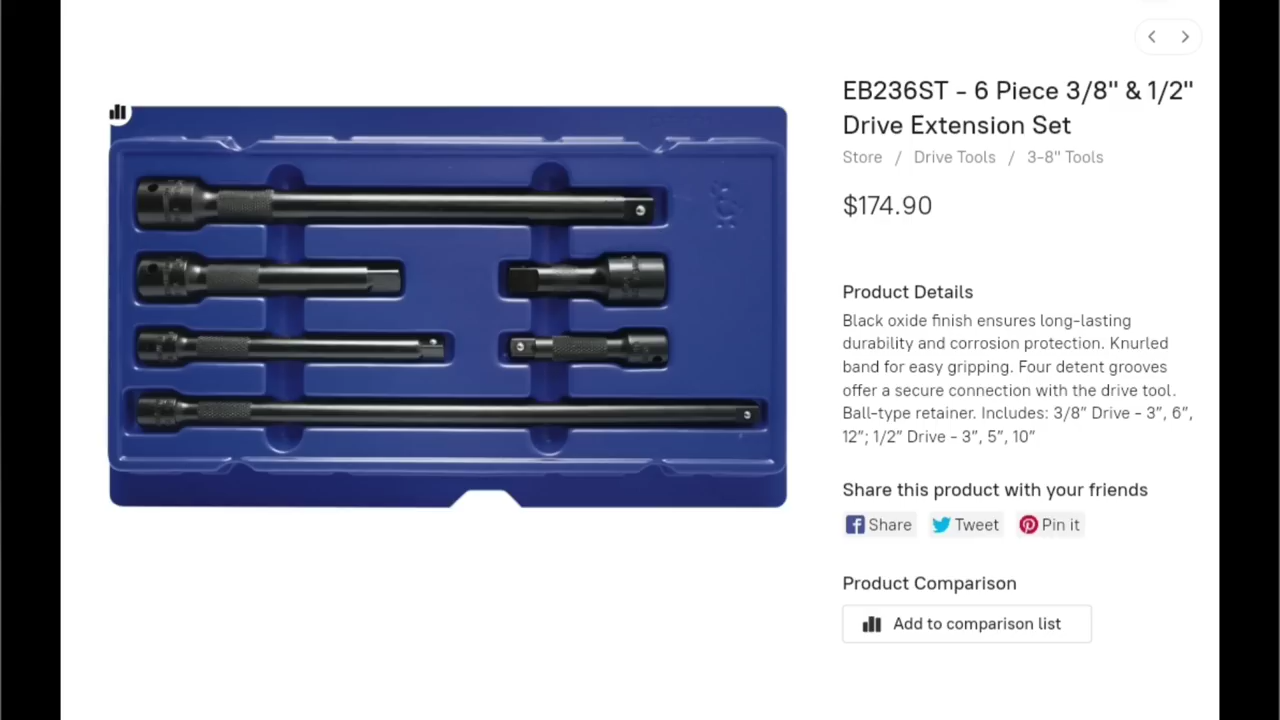 EB236ST - 6 Piece 3/8" & 1/2"
Drive Extension Set
Store / Drive Tools / 3-8" Tools
$174.90
Product Details
Black oxide finish ensures long-lasting
durability and corrosion protection. Knurled
band for easy gripping. Four detent grooves
offer a secure connection with the drive tool.
Ball-type retainer. Includes: 3/8” Drive - 3”, 6”,
12”; 1/2” Drive - 3”, 5”, 10”
Share this product with your friends
Share
Tweet
Pin it
Product Comparison
Add to comparison list